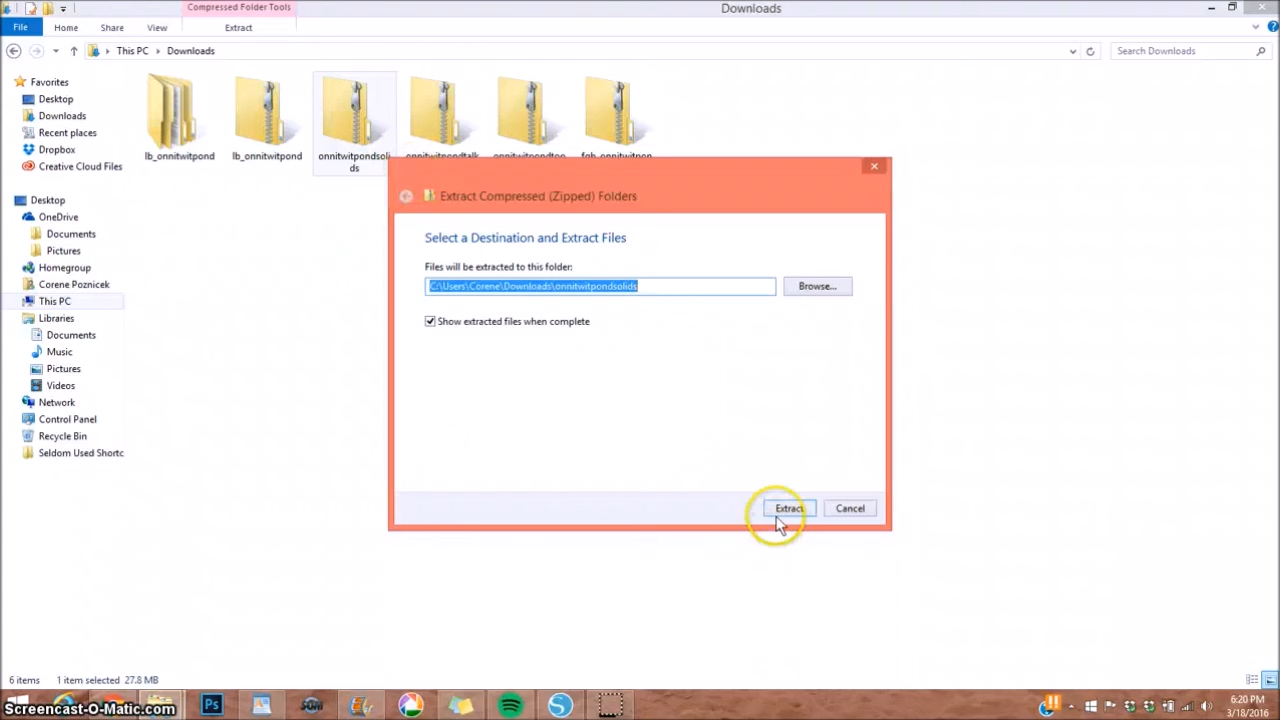 Compressed Folder Tools
Downloads
File
Home
Share
View
Extract
This PC
Downloads
Search Downloads
Favorites
Desktop
Downloads
Recent places
Dropbox
Creative Cloud Files
Desktop
OneDrive
Documents
Pictures
Homegroup
Corene Poznicek
This PC
Libraries
Documents
Music
Pictures
Videos
Network
Control Panel
Recycle Bin
Seldom Used Shortc
lb_onnitwitpond
lb_onnitwitpond
onnitwitpondsoli
ds
onnitwitpondtalk
Extract Compressed (Zipped) Folders
Select a Destination and Extract Files
Files will be extracted to this folder:
C:\Users\Corene\Downloads\onnitwitpondsolids
Browse...
Show extracted files when complete
Extract
Cancel
6 items
1 item selected 27.8 MB
Ps
Screencast-O-Matic.com
6:20 PM
3/18/2016